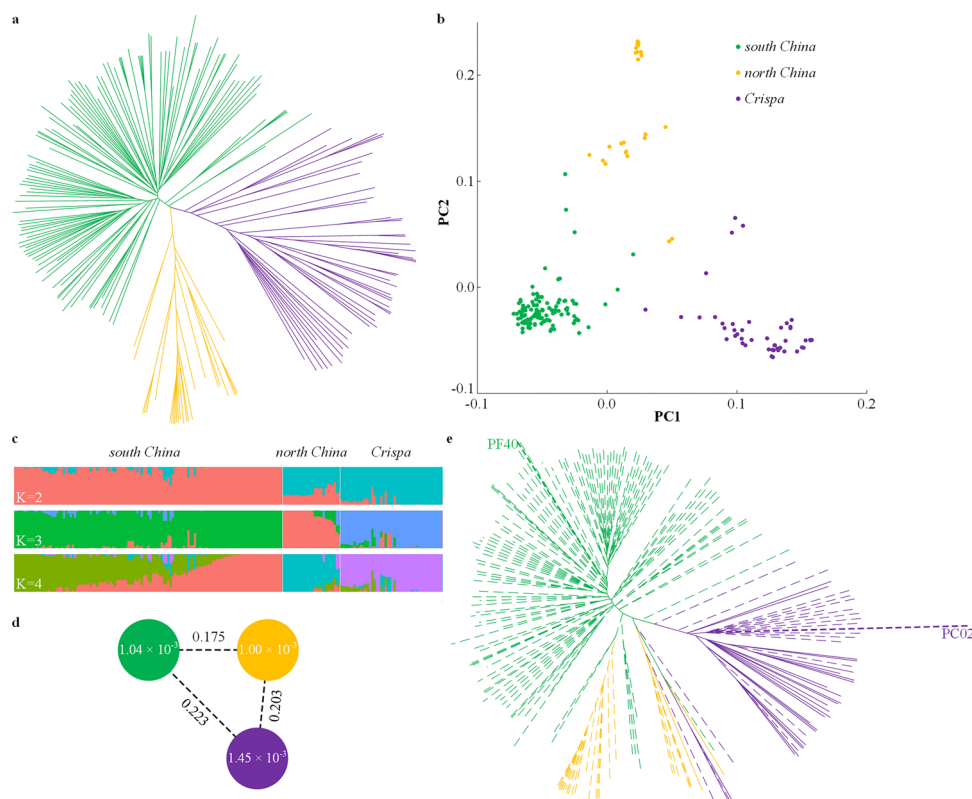 a
b
south China
north China
Crispa
0.2
0.1
0.0
-0.1
-0.1
0.0
0.1
0.2
PC2
PC1
c
south China
north China
Crispa
K=2
K=3
K=4
d
1.04 × 10-3
0.175
1.00 × 10-3
0.223
0.203
1.45 × 10-3
e
PF40
PC02